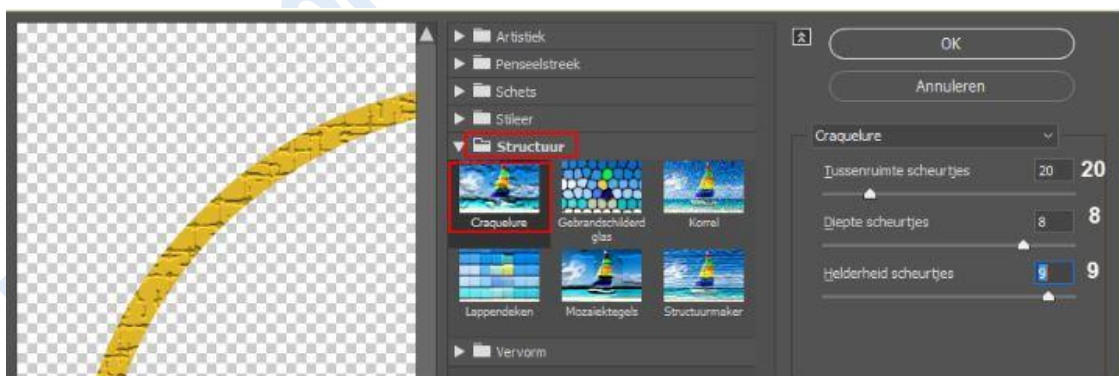 Artistiek
Penseelstreek
Schets
Stileer
Structuur
Craquelure
Gebrandschilderd glas
Korrel
Lappendeken
Mozaïektegels
Structuurmaker
Vervorm
OK
Annuleren
Craquelure
Tussenruimte scheurtjes 20 20
Diepte scheurtjes 8 8
Helderheid scheurtjes 9 9